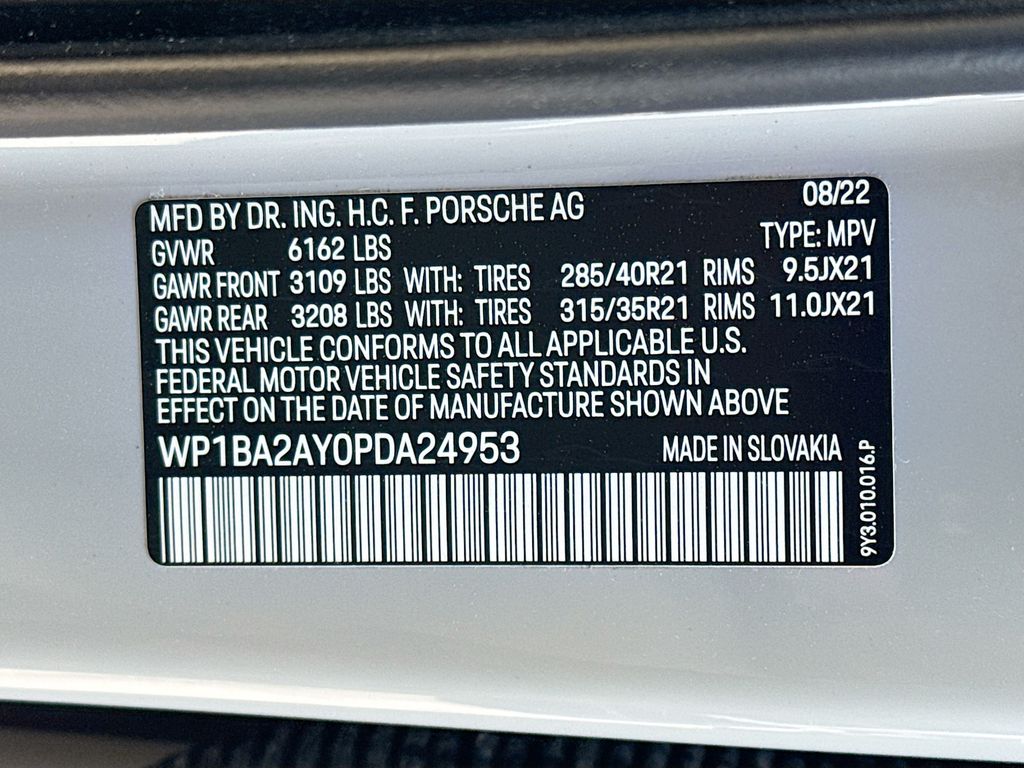 MFD BY DR. ING. H.C. F. PORSCHE AG 08/22
GVWR 6162 LBS TYPE: MPV
GAWR FRONT 3109 LBS WITH: TIRES 285/40R21 RIMS 9.5JX21
GAWR REAR 3208 LBS WITH: TIRES 315/35R21 RIMS 11.0JX21
THIS VEHICLE CONFORMS TO ALL APPLICABLE U.S.
FEDERAL MOTOR VEHICLE SAFETY STANDARDS IN
EFFECT ON THE DATE OF MANUFACTURE SHOWN ABOVE
WP1BA2AY0PDA24953 MADE IN SLOVAKIA
9Y3.010.016.P